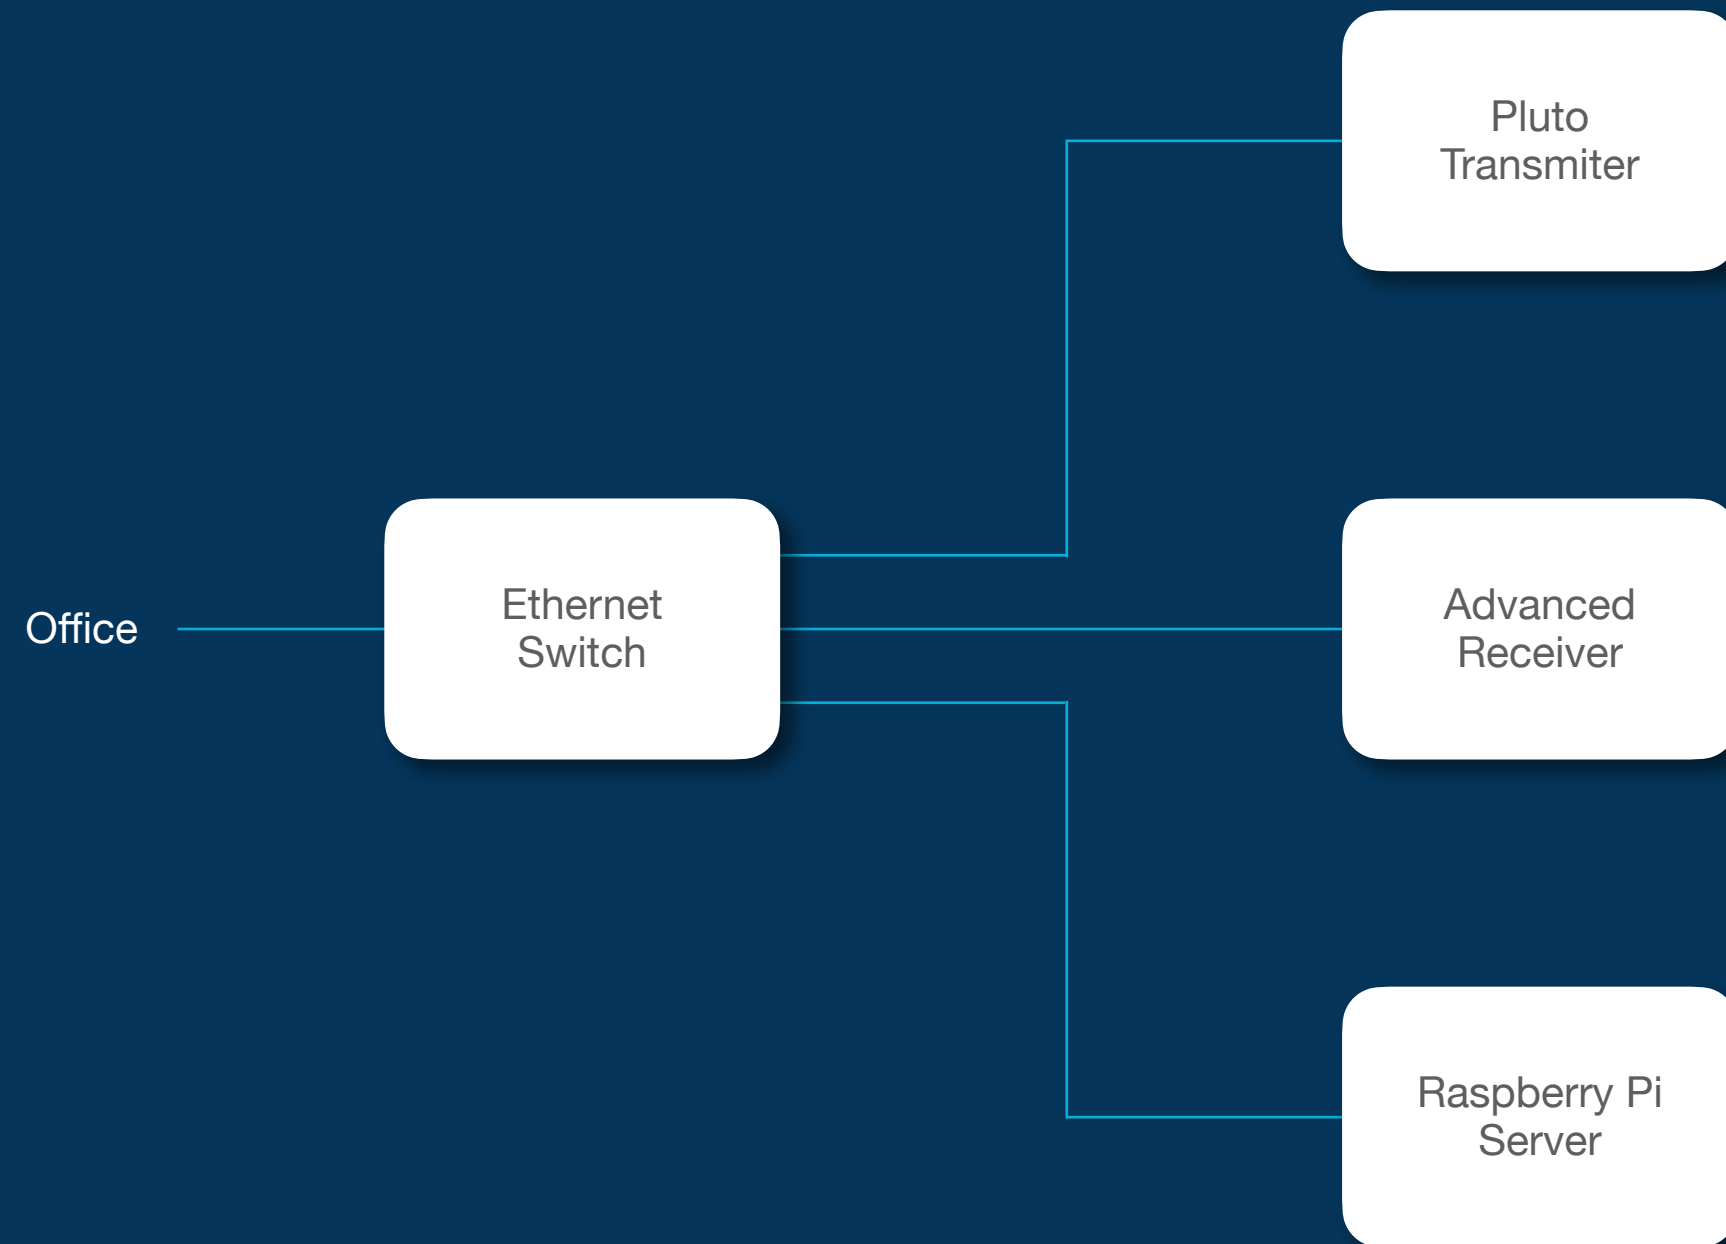 Pluto
Transmiter
Office
Ethernet
Switch
Advanced
Receiver
Raspberry Pi
Server